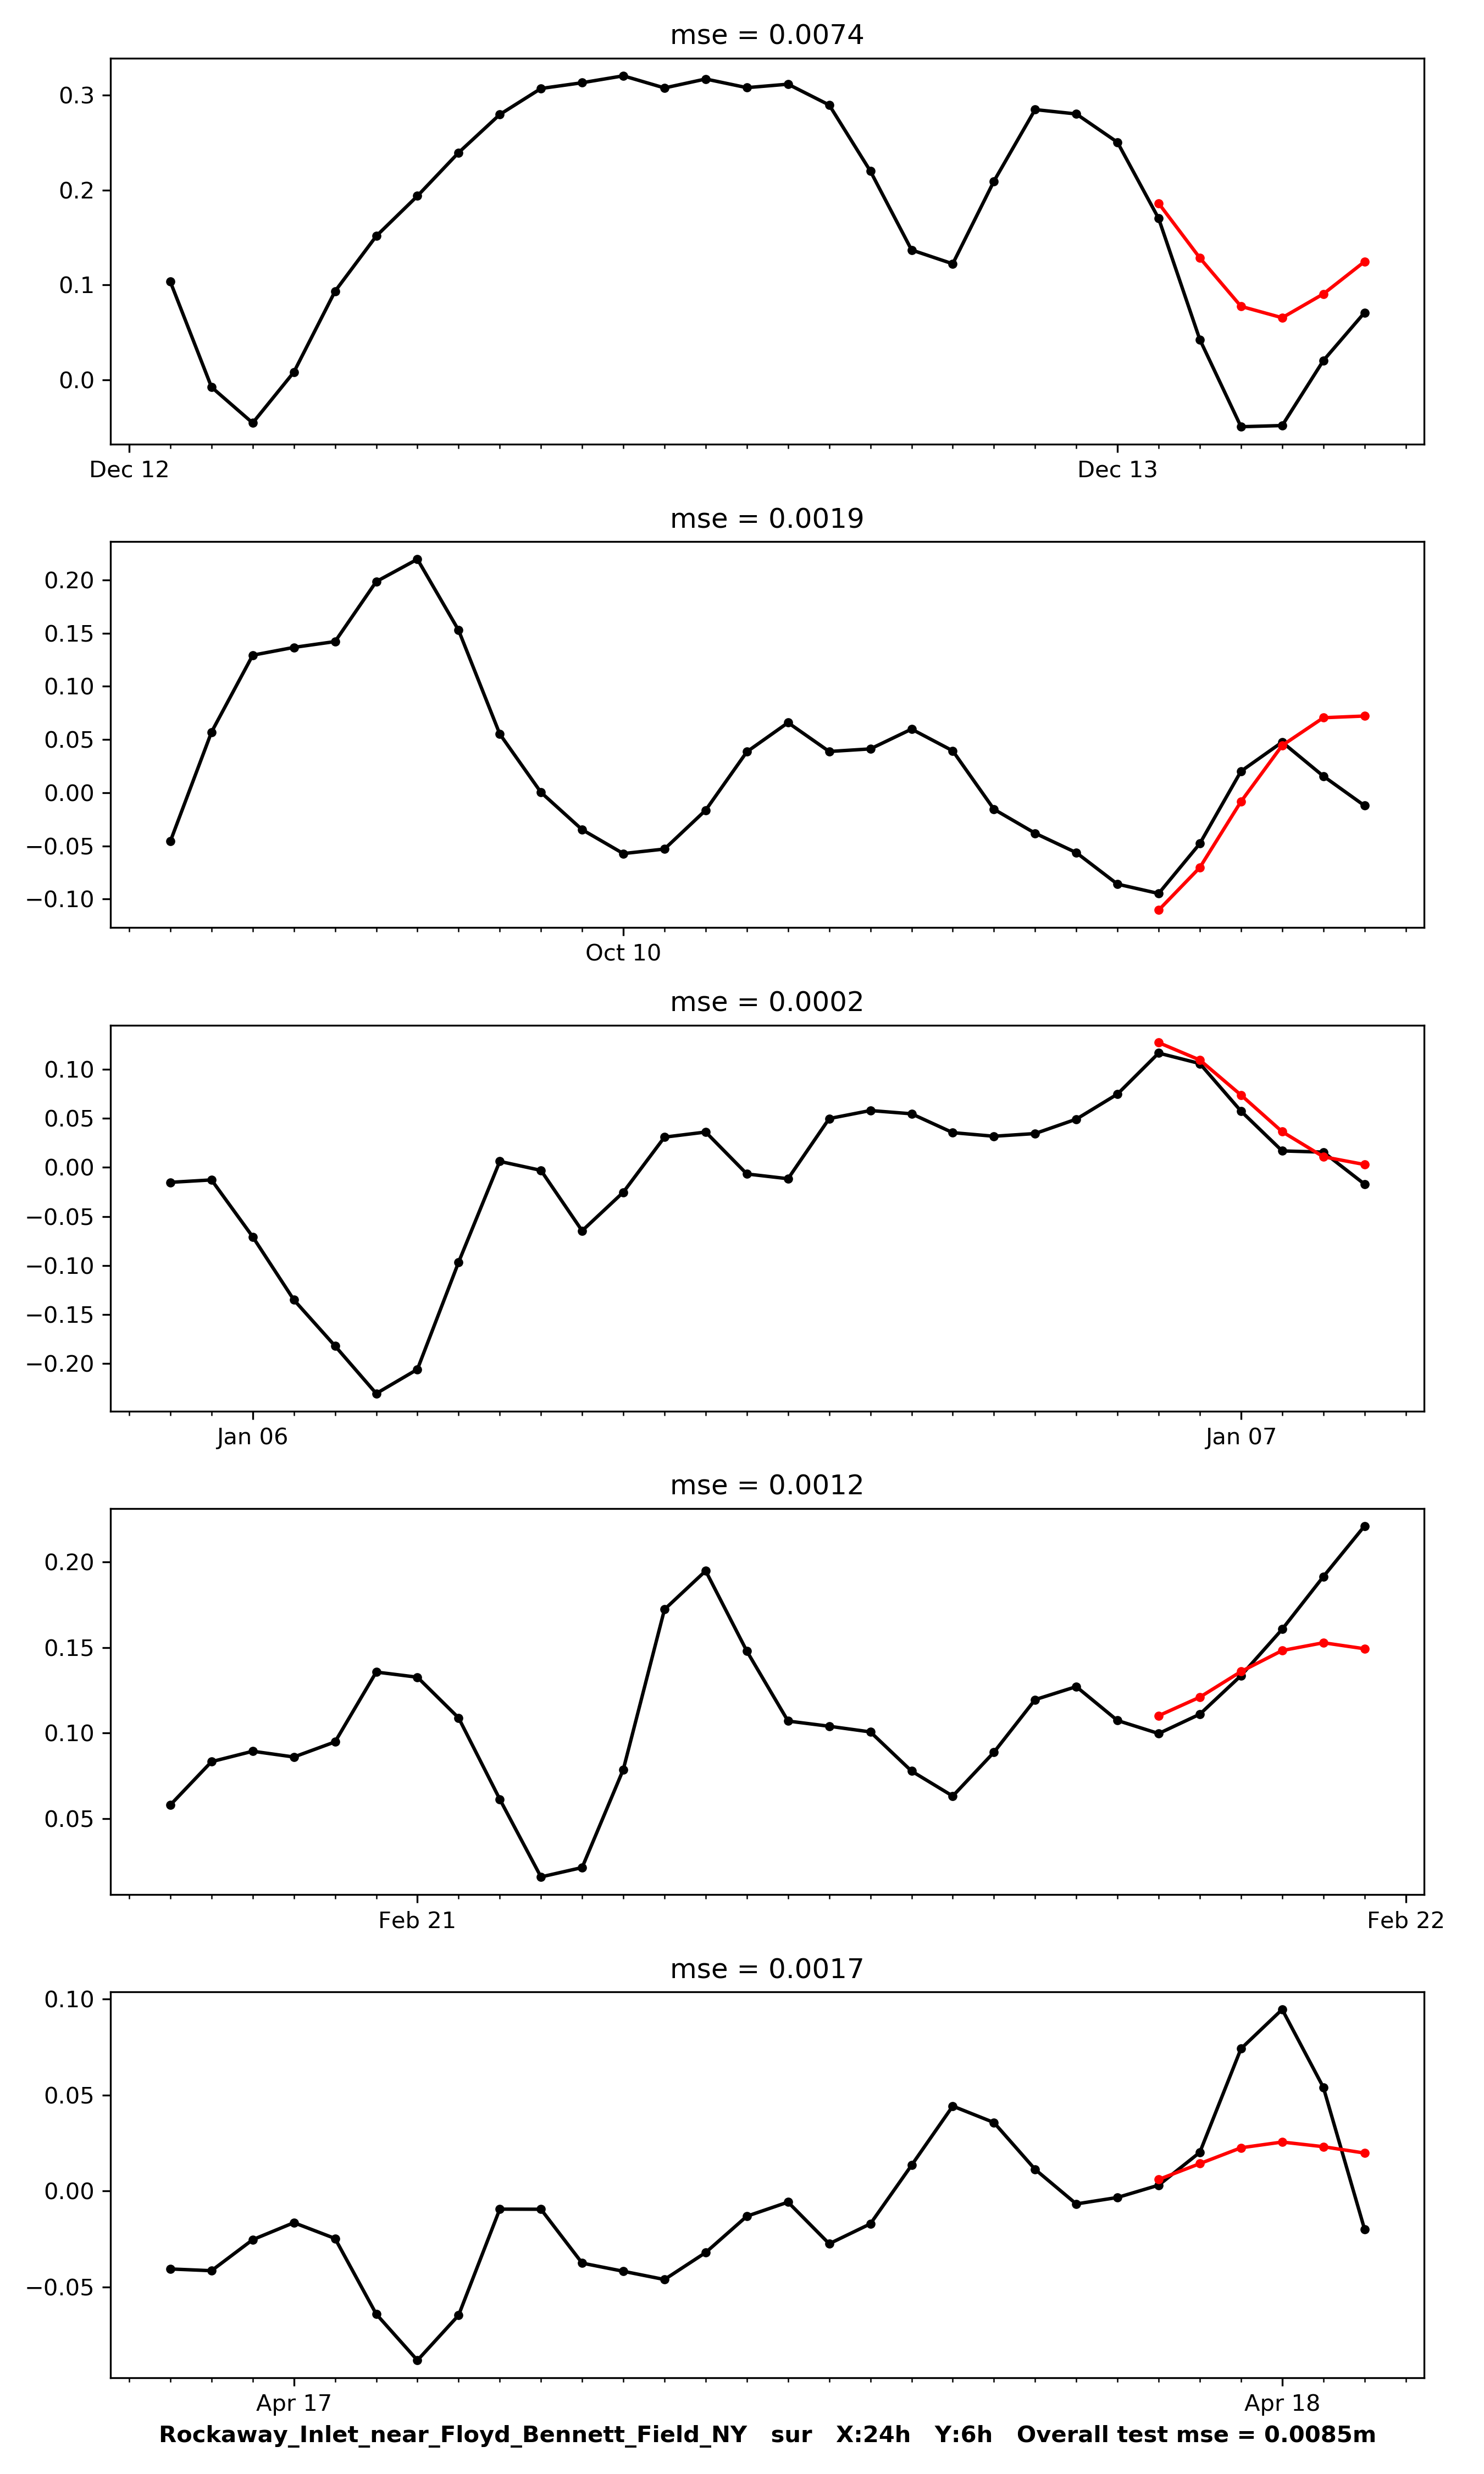 mse = 0.0074
0.3
0.2
0.1
0.0
Dec 12 Dec 13
mse = 0.0019
0.20
0.15
0.10
0.05
0.00
−0.05
−0.10
Oct 10
mse = 0.0002
0.10
0.05
0.00
−0.05
−0.10
−0.15
−0.20
Jan 06 Jan 07
mse = 0.0012
0.20
0.15
0.10
0.05
Feb 21 Feb 22
mse = 0.0017
0.10
0.05
0.00
−0.05
Apr 17 Apr 18
Rockaway_Inlet_near_Floyd_Bennett_Field_NY sur X:24h Y:6h Overall test mse = 0.0085m